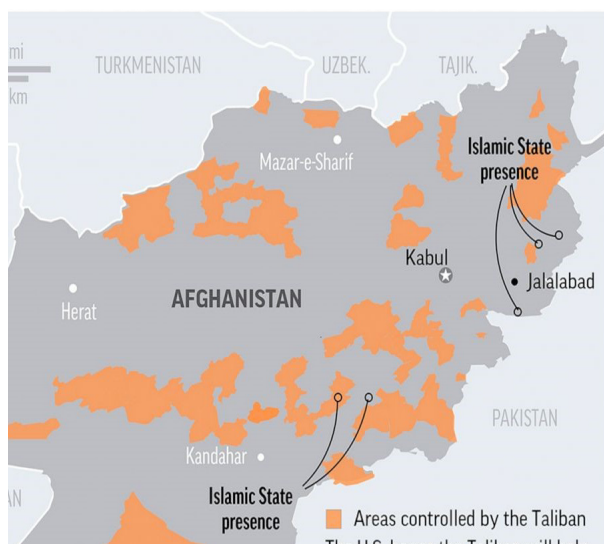 mi
km
TURKMENISTAN
UZBEK.
TAJIK.
Mazar-e-Sharif
Islamic State
presence
Kabul
Jalalabad
Herat
AFGHANISTAN
PAKISTAN
Kandahar
AN
Islamic State
presence
Areas controlled by the Taliban